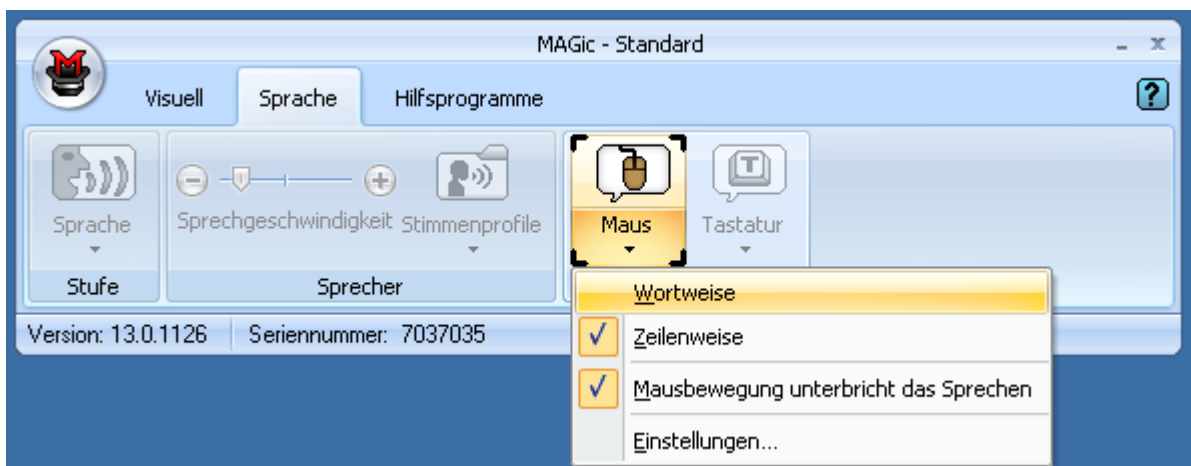 MAGic - Standard
Visuell Sprache Hilfsprogramme
Sprache Sprechgeschwindigkeit Stimmenprofile Maus Tastatur
Stufe Sprecher
Version: 13.0.1126 Seriennummer: 7037035
Wortweise
Zeilenweise
Mausbewegung unterbricht das Sprechen
Einstellungen...